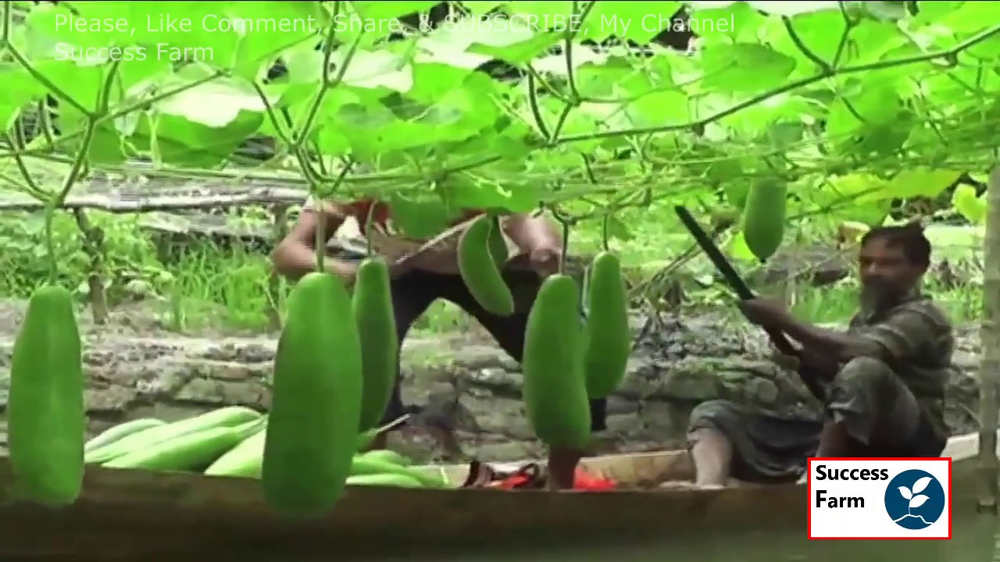 Please, Like Comment, Share, & SUBSCRIBE, My Channel
Success Farm
Success
Farm